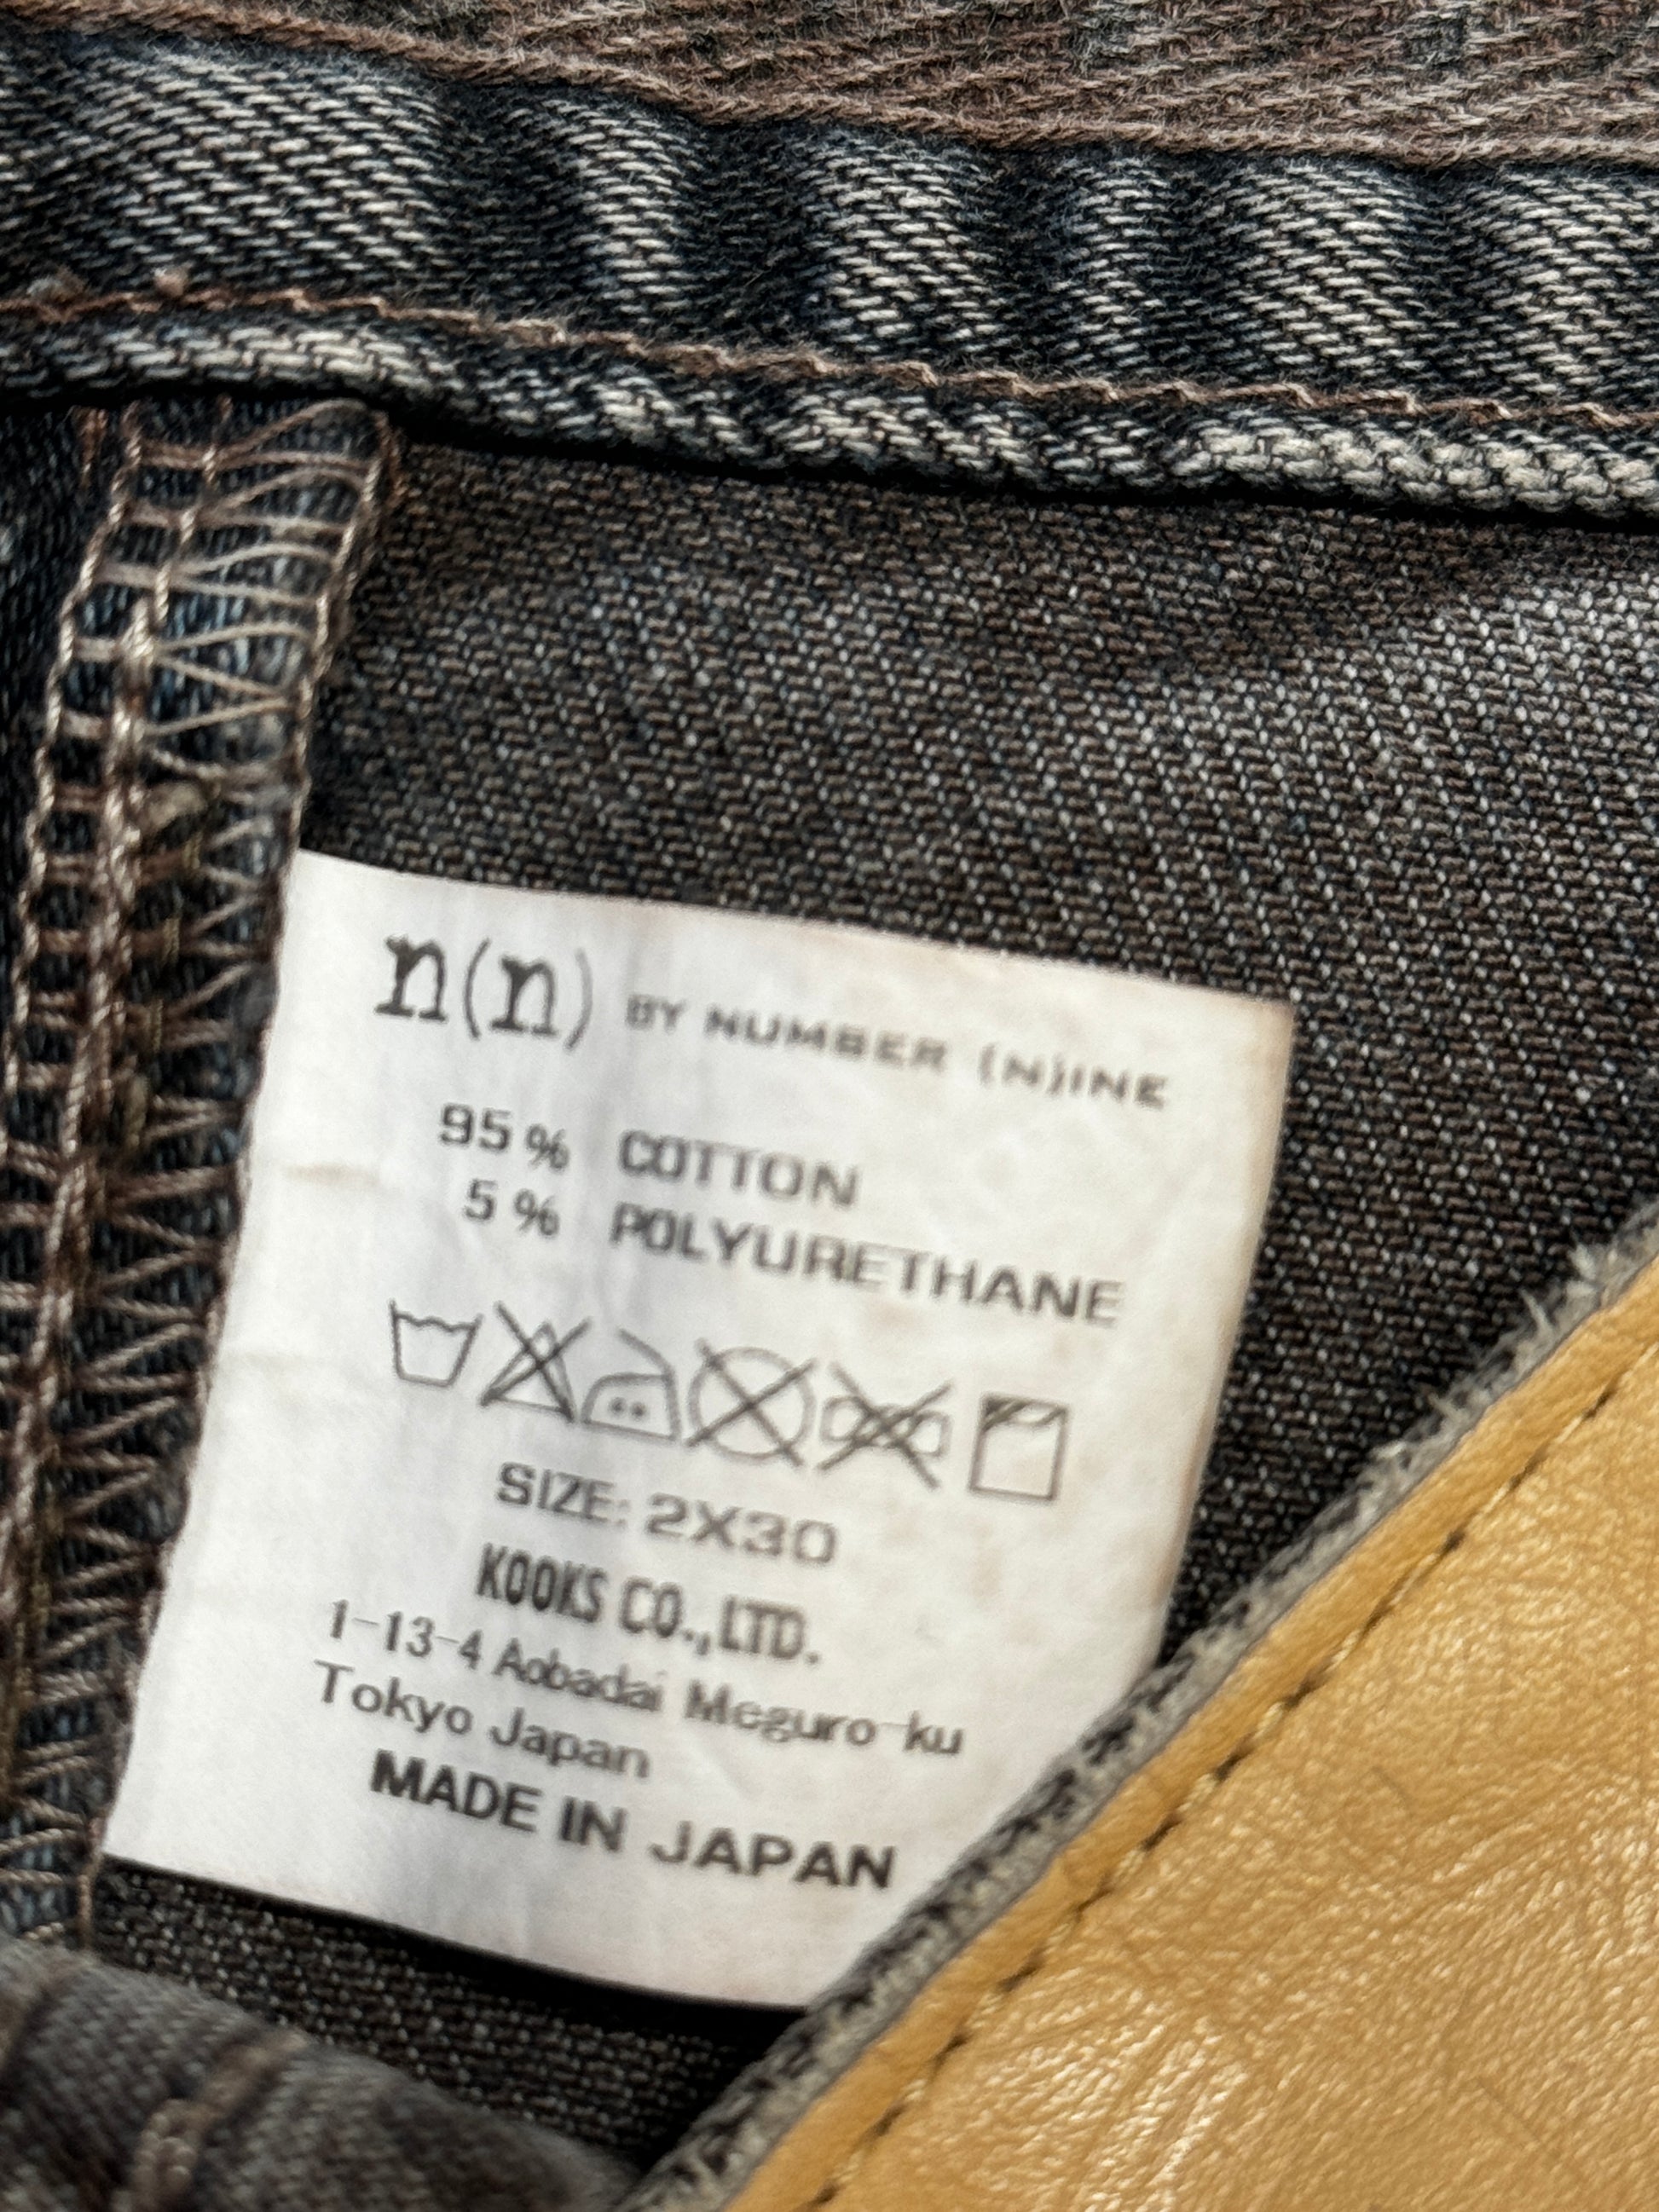 n(n) BY NUMBER (N)INE
95% COTTON
5% POLYURETHANE
SIZE: 2X30
KOOKS CO.,LTD.
1-13-4 Aobadai Meguro-ku
Tokyo Japan
MADE IN JAPAN